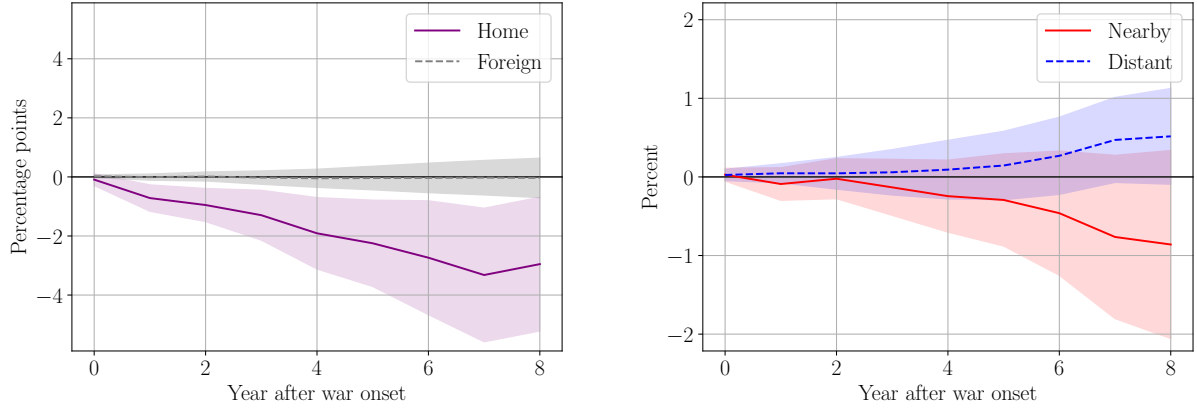 Percentage points
4
2
0
−2
−4
Home
Foreign
0 2 4 6 8
Year after war onset
Percent
2
1
0
−1
−2
Nearby
Distant
0 2 4 6 8
Year after war onset